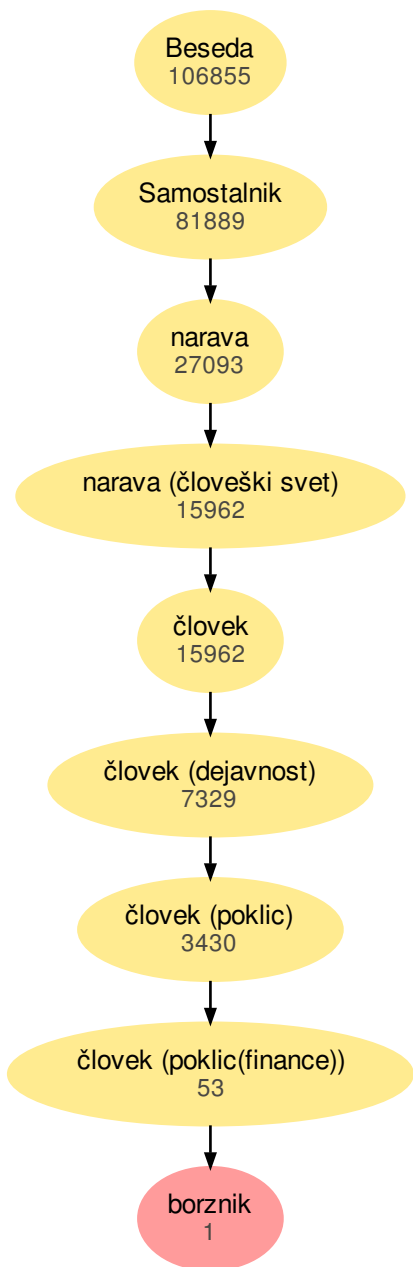 Beseda
106855
Samostalnik
81889
narava
27093
narava (človeški svet)
15962
človek
15962
človek (dejavnost)
7329
človek (poklic)
3430
človek (poklic(finance))
53
borznik
1